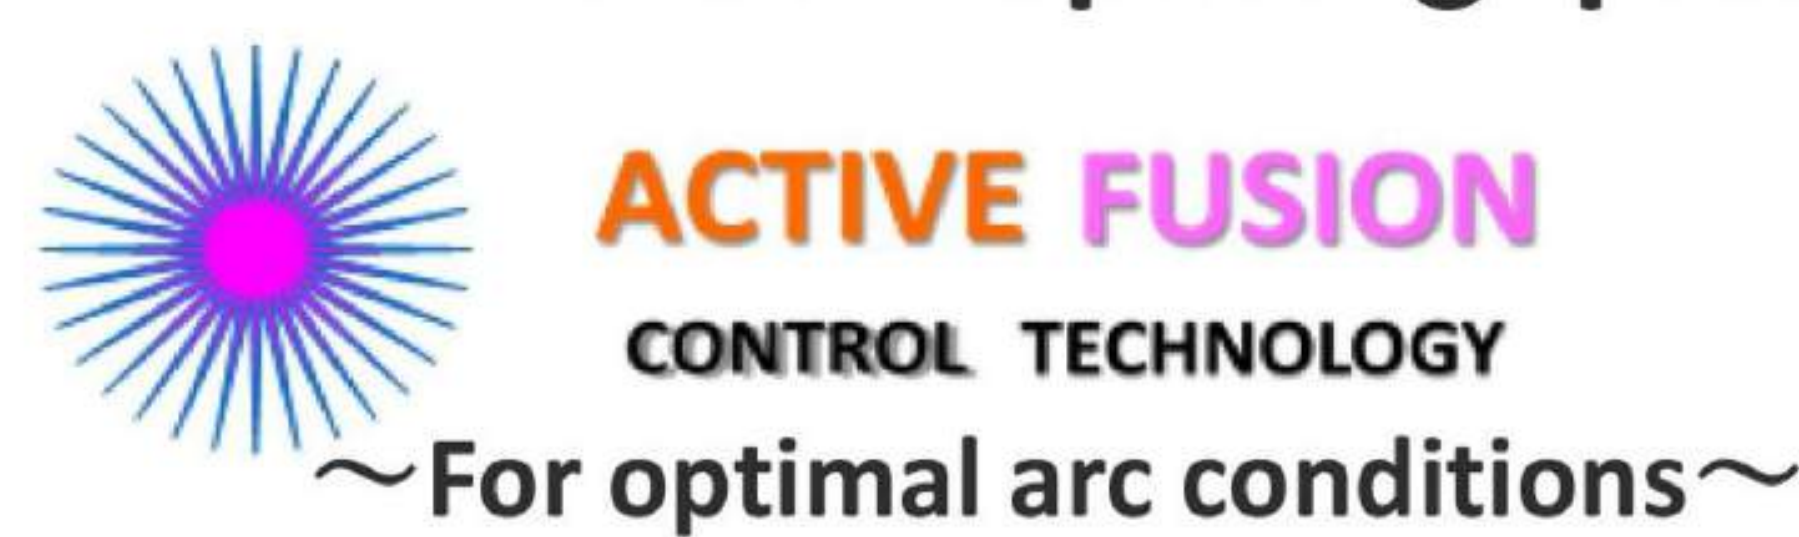 ACTIVE FUSION
CONTROL TECHNOLOGY
～For optimal arc conditions～